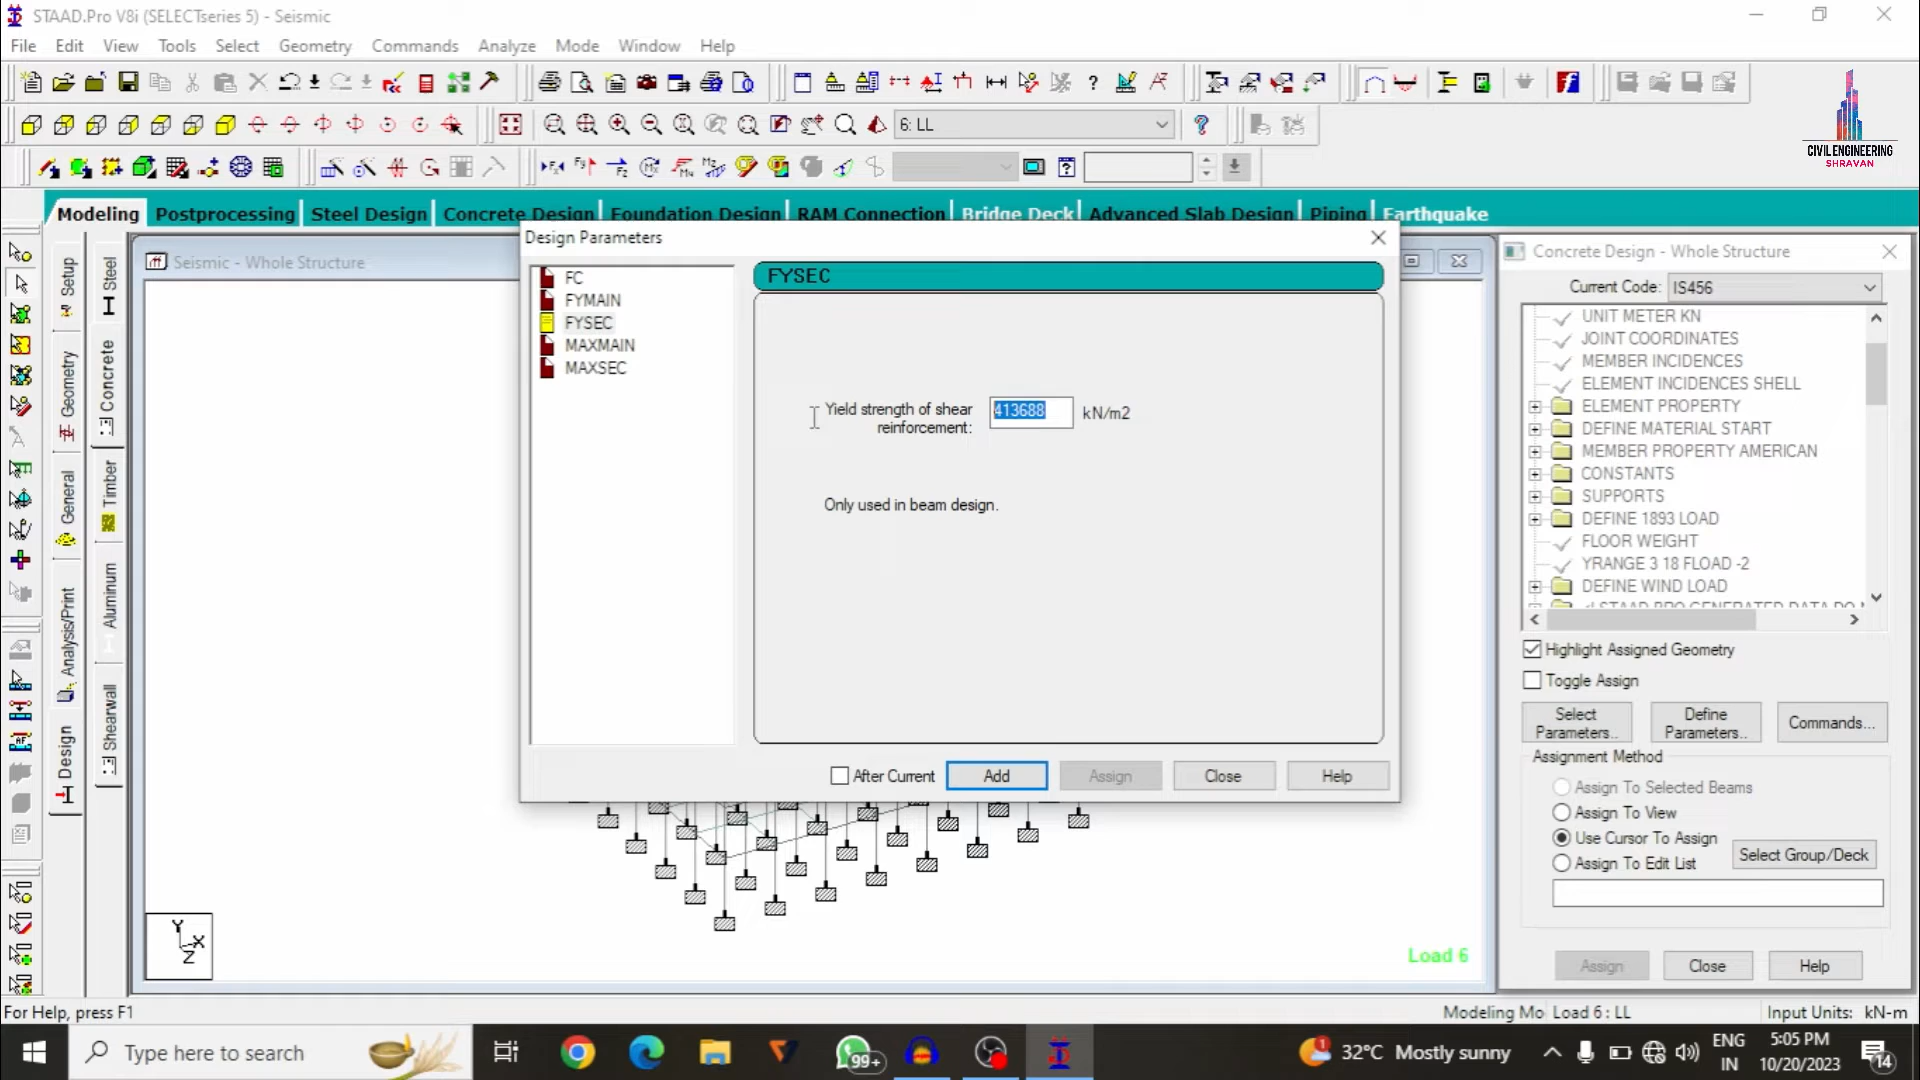 STAAD.Pro V8i (SELECTseries 5) - Seismic
File Edit View Tools Select Geometry Commands Analyze Mode Window Help
6: LL
CIVIL ENGINEERING
SHRAVAN
Modeling Postprocessing Steel Design Concrete Design Foundation Design RAM Connection Bridge Deck Advanced Slab Design Piping Earthquake
Setup
Geometry
General
Analysis/Print
Design
Steel
Concrete
Timber
Aluminum
Shearwall
Seismic - Whole Structure
Design Parameters
FC
FYMAIN
FYSEC
MAXMAIN
MAXSEC
FYSEC
Yield strength of shear
reinforcement:
413688
kN/m2
Only used in beam design.
After Current
Add
Assign
Close
Help
Load 6
Y
X
Z
Concrete Design - Whole Structure
Current Code: IS456
UNIT METER KN
JOINT COORDINATES
MEMBER INCIDENCES
ELEMENT INCIDENCES SHELL
ELEMENT PROPERTY
DEFINE MATERIAL START
MEMBER PROPERTY AMERICAN
CONSTANTS
SUPPORTS
DEFINE 1893 LOAD
FLOOR WEIGHT
YRANGE 3 18 FLOAD -2
DEFINE WIND LOAD
Highlight Assigned Geometry
Toggle Assign
Select
Parameters..
Define
Parameters..
Commands...
Assignment Method
Assign To Selected Beams
Assign To View
Use Cursor To Assign
Assign To Edit List
Select Group/Deck
Assign
Close
Help
For Help, press F1
Modeling Mo Load 6 : LL Input Units: kN-m
Type here to search
99+
32°C Mostly sunny
ENG
IN
5:05 PM
10/20/2023
14